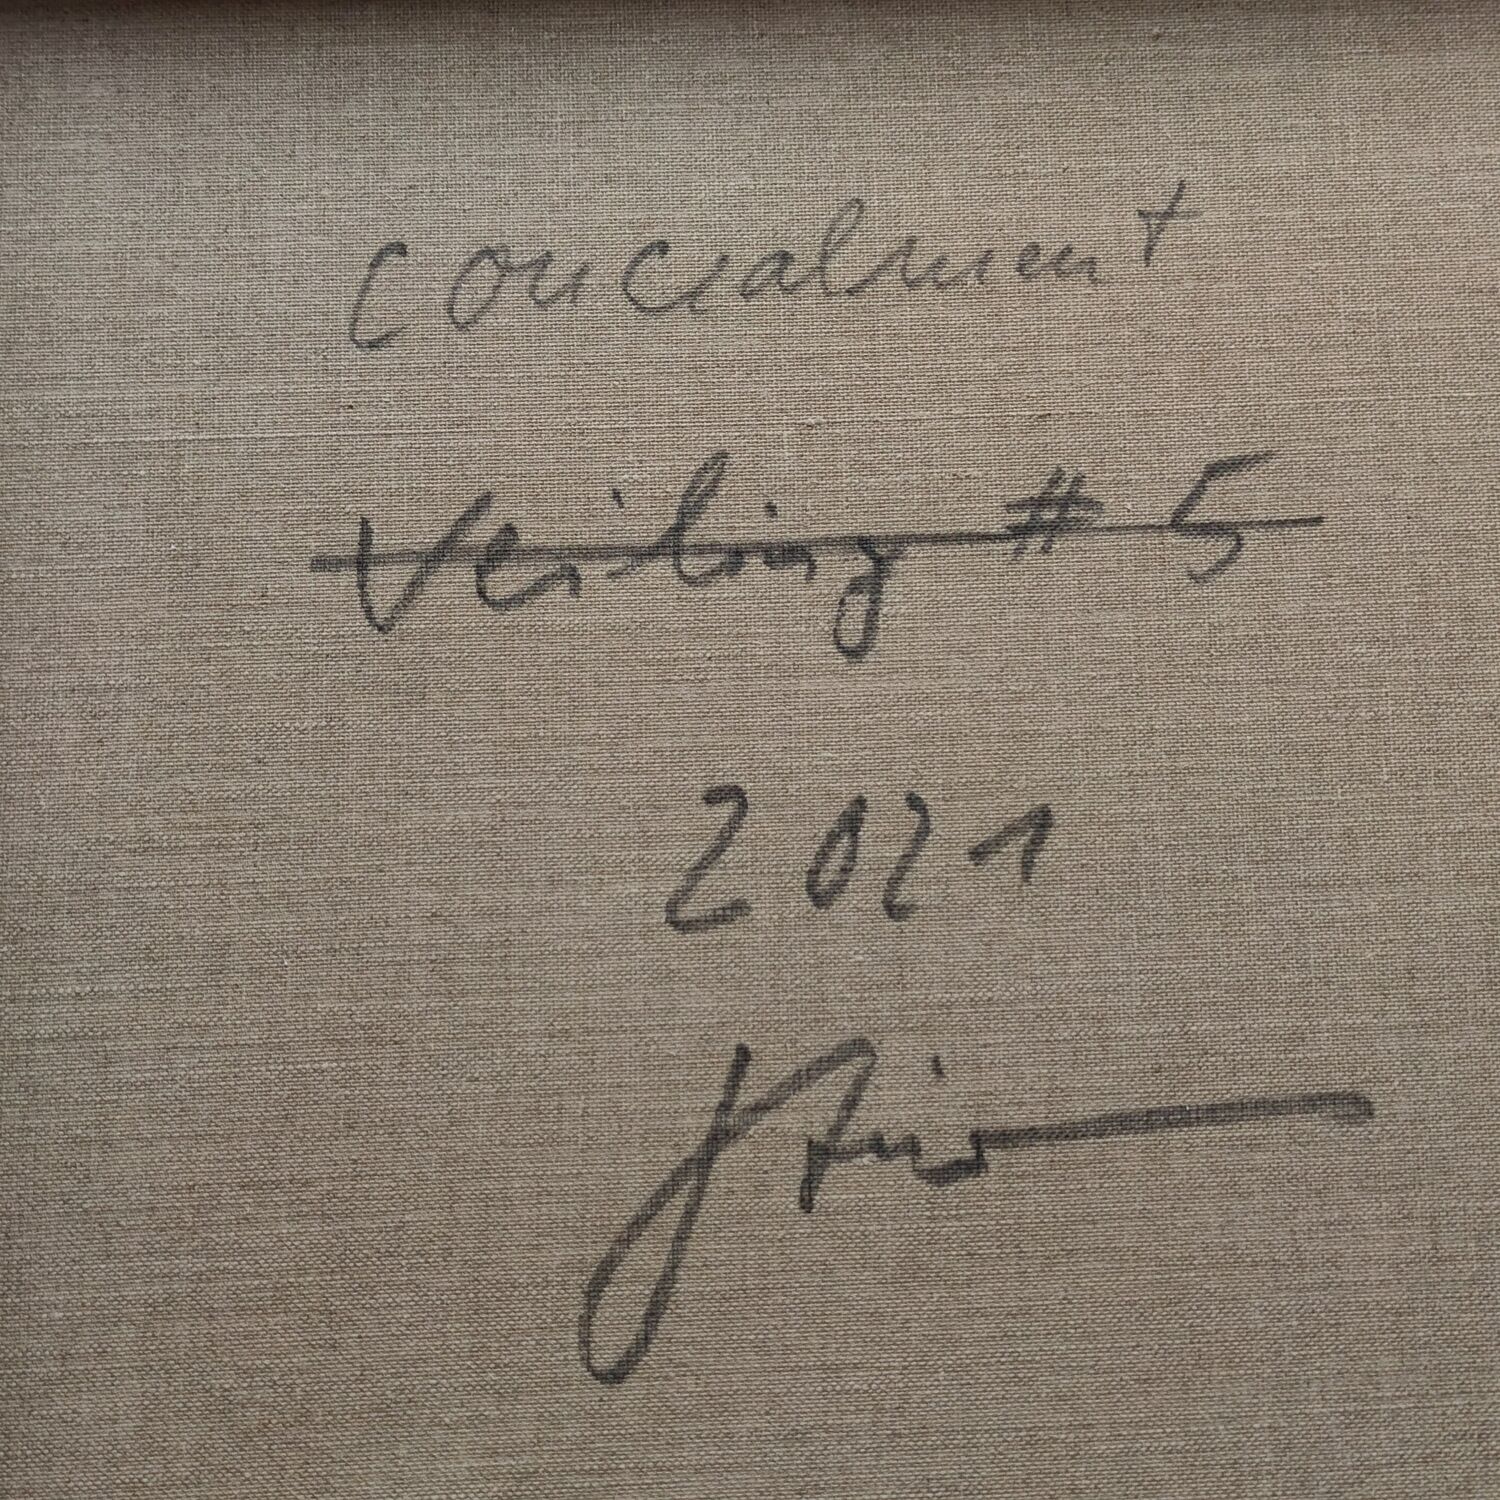 concealment
Veiling # 5
2021